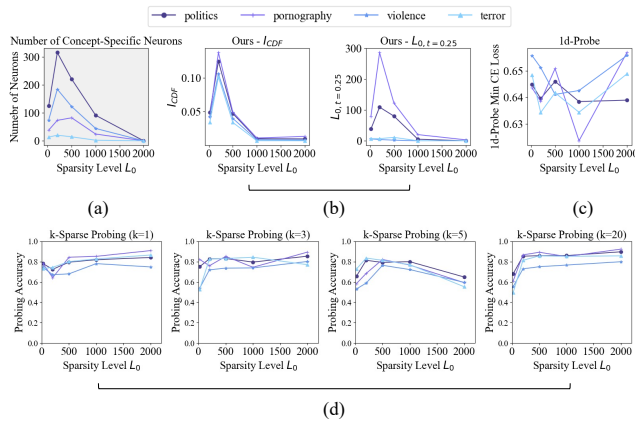 politics pornography violence terror
Number of Concept-Specific Neurons
Numebr of Neurons
300
200
100
0
0 500 1000 1500 2000
Sparsity Level L0
(a)
Ours - I_CDF
I_CDF
0.10
0.05
0 500 1000 1500 2000
Sparsity Level L0
Ours - L0, t = 0.25
L0, t = 0.25
300
200
100
0
0 500 1000 1500 2000
Sparsity Level L0
(b)
1d-Probe
1d-Probe Min CE Loss
0.65
0.64
0.63
0 500 1000 1500 2000
Sparsity Level L0
(c)
k-Sparse Probing (k=1)
Probing Accuracy
1.0
0.8
0.6
0.4
0.2
0.0
0 500 1000 1500 2000
Sparsity Level L0
k-Sparse Probing (k=3)
Probing Accuracy
1.0
0.8
0.6
0.4
0.2
0.0
0 500 1000 1500 2000
Sparsity Level L0
k-Sparse Probing (k=5)
Probing Accuracy
1.0
0.8
0.6
0.4
0.2
0.0
0 500 1000 1500 2000
Sparsity Level L0
k-Sparse Probing (k=20)
Probing Accuracy
1.0
0.8
0.6
0.4
0.2
0.0
0 500 1000 1500 2000
Sparsity Level L0
(d)